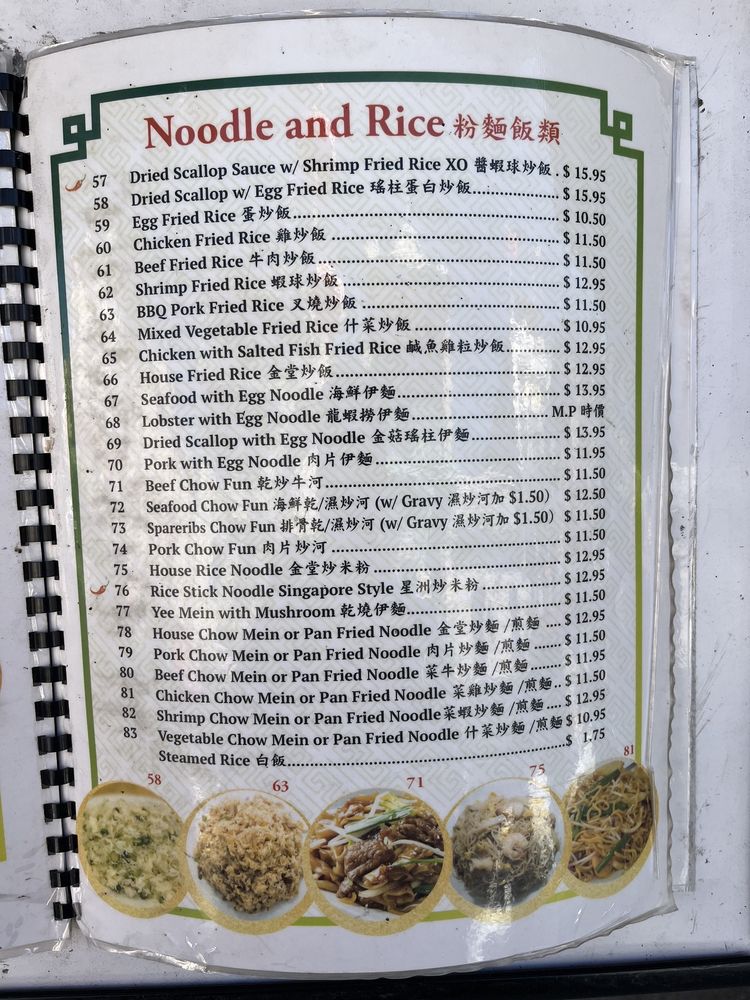 Noodle and Rice 粉麵飯類
57 Dried Scallop Sauce w/ Shrimp Fried Rice XO 醬蝦球炒飯 . $ 15.95
58 Dried Scallop w/ Egg Fried Rice 瑤柱蛋白炒飯 ...... $ 15.95
59 Egg Fried Rice 蛋炒飯 ...... $ 10.50
60 Chicken Fried Rice 雞炒飯 ...... $ 11.50
61 Beef Fried Rice 牛肉炒飯 ...... $ 11.50
62 Shrimp Fried Rice 蝦球炒飯 ...... $ 12.95
63 BBQ Pork Fried Rice 叉燒炒飯 ...... $ 11.50
64 Mixed Vegetable Fried Rice 什菜炒飯 ...... $ 10.95
65 Chicken with Salted Fish Fried Rice 鹹魚雞粒炒飯 ...... $ 12.95
66 House Fried Rice 金堂炒飯 ...... $ 12.95
67 Seafood with Egg Noodle 海鮮伊麵 ...... $ 13.95
68 Lobster with Egg Noodle 龍蝦撈伊麵 ...... M.P 時價
69 Dried Scallop with Egg Noodle 金菇瑤柱伊麵 ...... $ 13.95
70 Pork with Egg Noodle 肉片伊麵 ...... $ 11.95
71 Beef Chow Fun 乾炒牛河 ...... $ 11.50
72 Seafood Chow Fun 海鮮乾/濕炒河 (w/ Gravy 濕炒河加 $1.50) $ 12.50
73 Spareribs Chow Fun 排骨乾/濕炒河 (w/ Gravy 濕炒河加 $1.50) $ 11.50
74 Pork Chow Fun 肉片炒河 ...... $ 11.50
75 House Rice Noodle 金堂炒米粉 ...... $ 12.95
76 Rice Stick Noodle Singapore Style 星洲炒米粉 ...... $ 12.95
77 Yee Mein with Mushroom 乾燒伊麵 ...... $ 11.50
78 House Chow Mein or Pan Fried Noodle 金堂炒麵 /煎麵 .... $ 12.95
79 Pork Chow Mein or Pan Fried Noodle 肉片炒麵 /煎麵 ...... $ 11.50
80 Beef Chow Mein or Pan Fried Noodle 菜牛炒麵 /煎麵 ...... $ 11.95
81 Chicken Chow Mein or Pan Fried Noodle 菜雞炒麵 /煎麵 .. $ 11.50
82 Shrimp Chow Mein or Pan Fried Noodle 菜蝦炒麵 /煎麵 .... $ 12.95
83 Vegetable Chow Mein or Pan Fried Noodle 什菜炒麵 /煎麵 $ 10.95
Steamed Rice 白飯 ...... $ 1.75
58 63 71 75 81